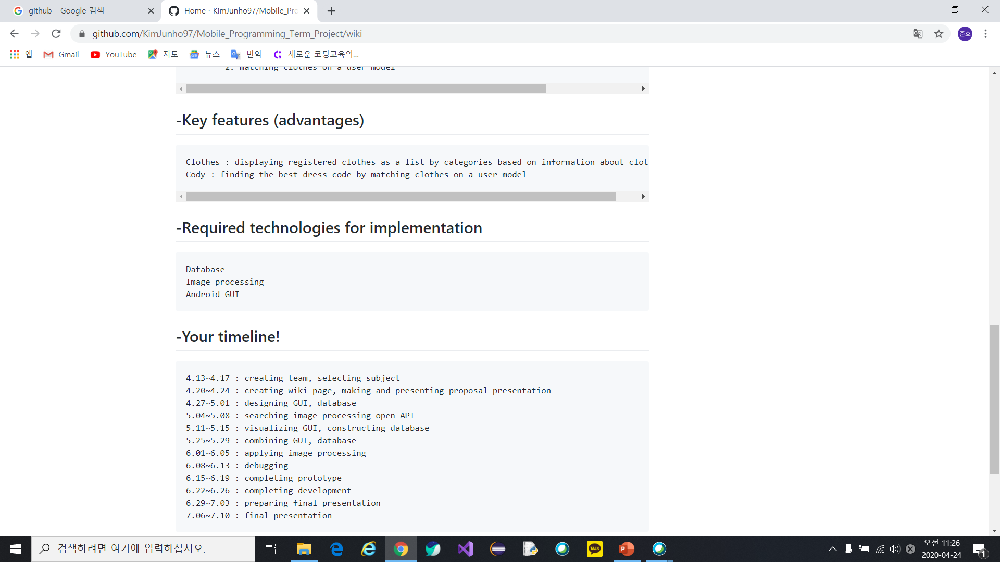 github - Google 검색
Home · KimJunho97/Mobile_Pro
github.com/KimJunho97/Mobile_Programming_Term_Project/wiki
준호
앱 Gmail YouTube 지도 뉴스 번역 새로운 코딩교육의...
2. matching clothes on a user model
-Key features (advantages)
Clothes : displaying registered clothes as a list by categories based on information about clot
Cody : finding the best dress code by matching clothes on a user model
-Required technologies for implementation
Database
Image processing
Android GUI
-Your timeline!
4.13~4.17 : creating team, selecting subject
4.20~4.24 : creating wiki page, making and presenting proposal presentation
4.27~5.01 : designing GUI, database
5.04~5.08 : searching image processing open API
5.11~5.15 : visualizing GUI, constructing database
5.25~5.29 : combining GUI, database
6.01~6.05 : applying image processing
6.08~6.13 : debugging
6.15~6.19 : completing prototype
6.22~6.26 : completing development
6.29~7.03 : preparing final presentation
7.06~7.10 : final presentation
검색하려면 여기에 입력하십시오.
TALK
오전 11:26
2020-04-24
1